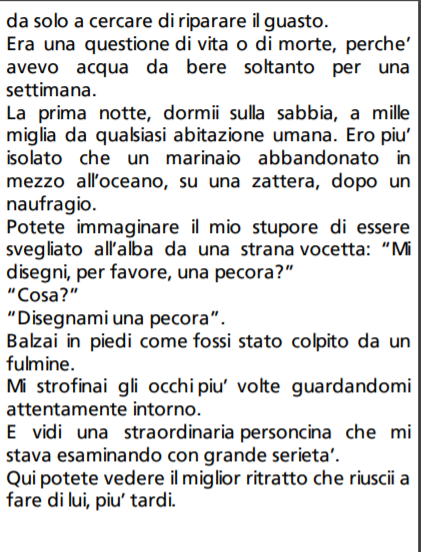 da solo a cercare di riparare il guasto.
Era una questione di vita o di morte, perche'
avevo acqua da bere soltanto per una
settimana.
La prima notte, dormii sulla sabbia, a mille
miglia da qualsiasi abitazione umana. Ero piu'
isolato che un marinaio abbandonato in
mezzo all'oceano, su una zattera, dopo un
naufragio.
Potete immaginare il mio stupore di essere
svegliato all'alba da una strana vocetta: “Mi
disegni, per favore, una pecora?”
“Cosa?”
“Disegnami una pecora”.
Balzai in piedi come fossi stato colpito da un
fulmine.
Mi strofinai gli occhi piu' volte guardandomi
attentamente intorno.
E vidi una straordinaria personcina che mi
stava esaminando con grande serieta'.
Qui potete vedere il miglior ritratto che riuscii a
fare di lui, piu' tardi.